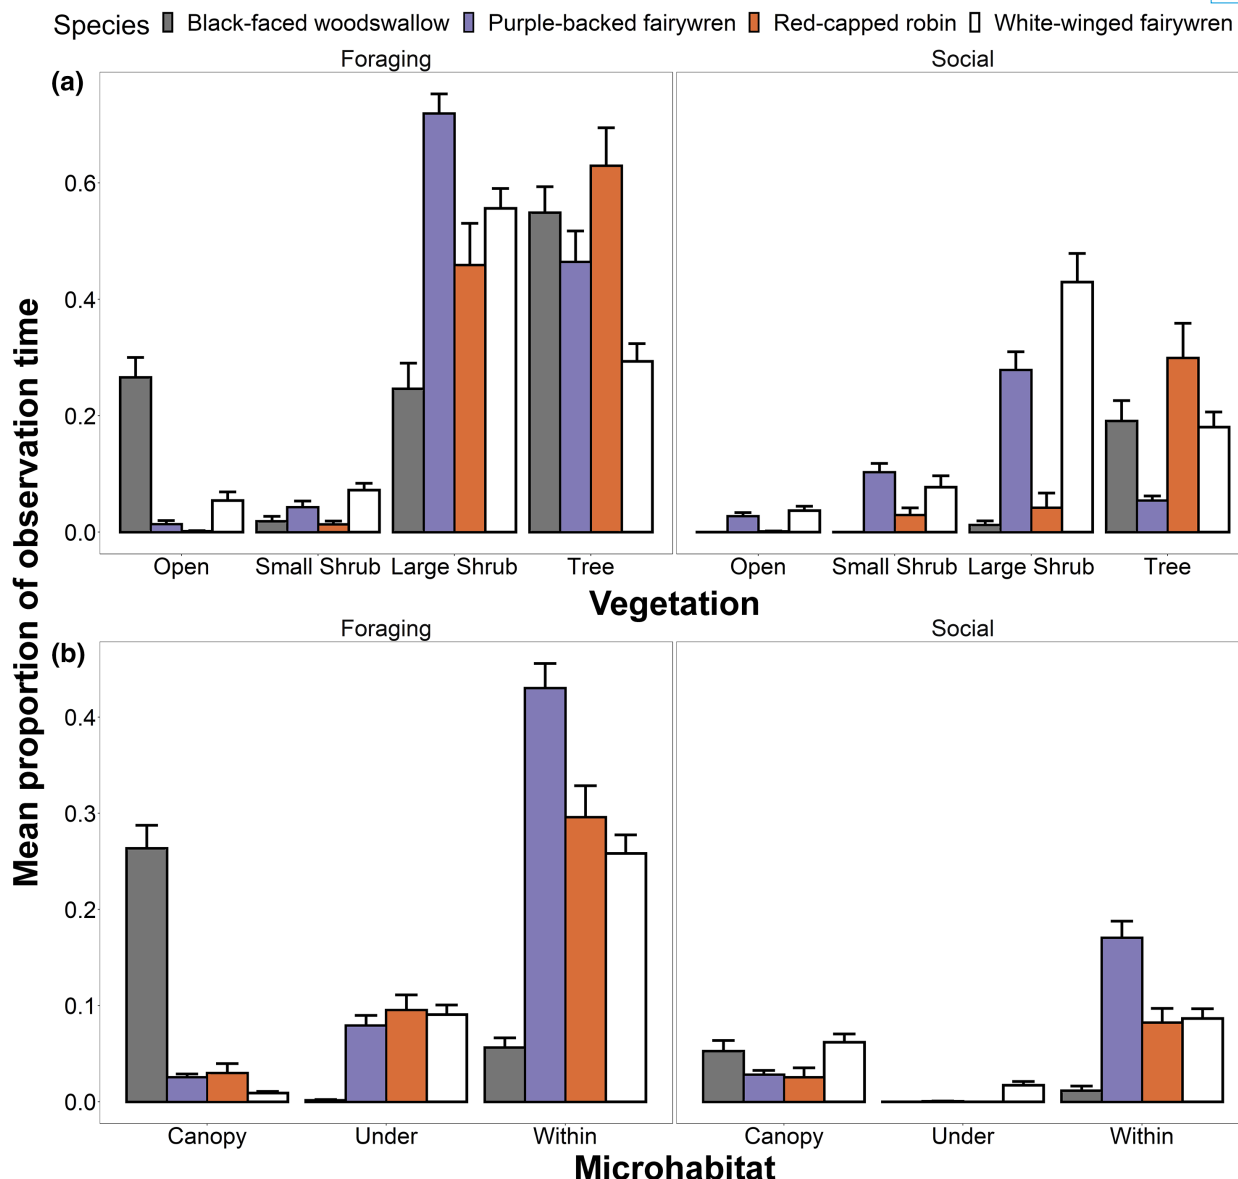 Species Black-faced woodswallow Purple-backed fairywren Red-capped robin White-winged fairywren
Foraging Social
(a)
0.6
0.4
0.2
0.0
Open Small Shrub Large Shrub Tree Open Small Shrub Large Shrub Tree
Vegetation
Mean proportion of observation time
Foraging Social
(b)
0.4
0.3
0.2
0.1
0.0
Canopy Under Within Canopy Under Within
Microhabitat